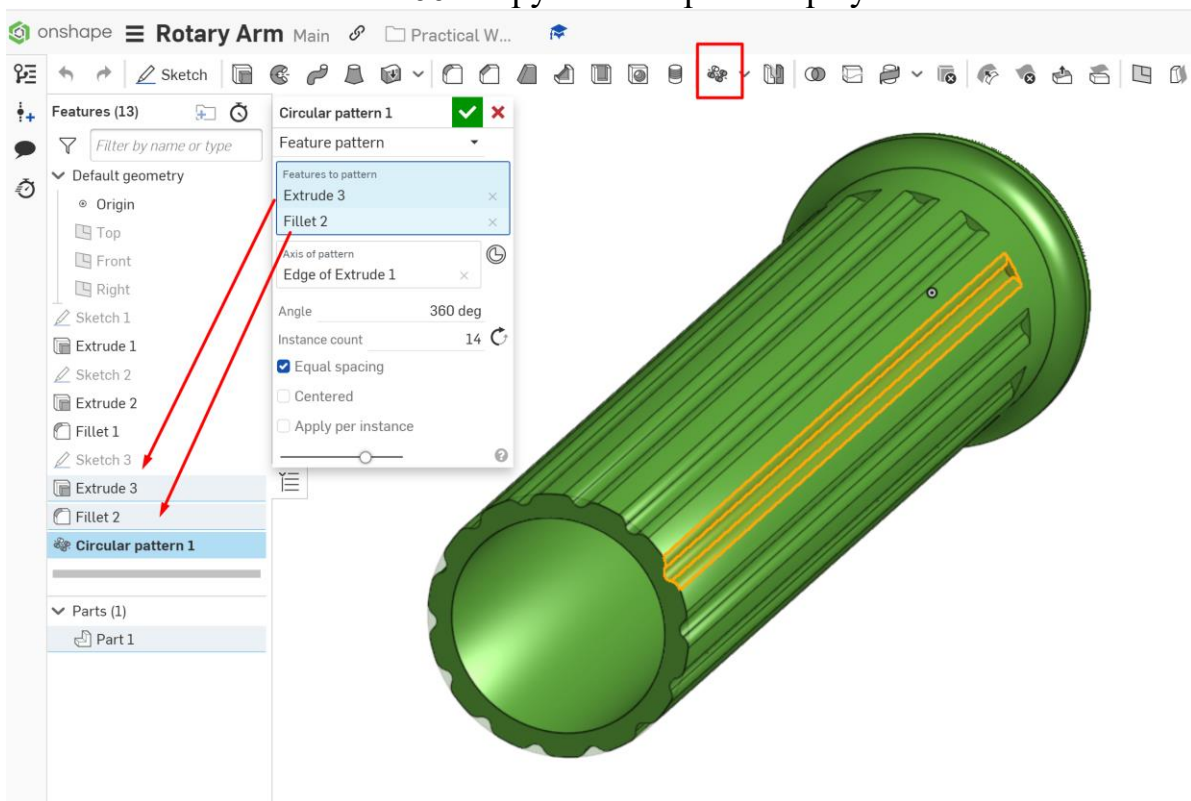 onshape Rotary Arm Main Practical W...
Sketch
Features (13)
Filter by name or type
Default geometry
Origin
Top
Front
Right
Sketch 1
Extrude 1
Sketch 2
Extrude 2
Fillet 1
Sketch 3
Extrude 3
Fillet 2
Circular pattern 1
Parts (1)
Part 1
Circular pattern 1
Feature pattern
Features to pattern
Extrude 3
Fillet 2
Axis of pattern
Edge of Extrude 1
Angle 360 deg
Instance count 14
Equal spacing
Centered
Apply per instance